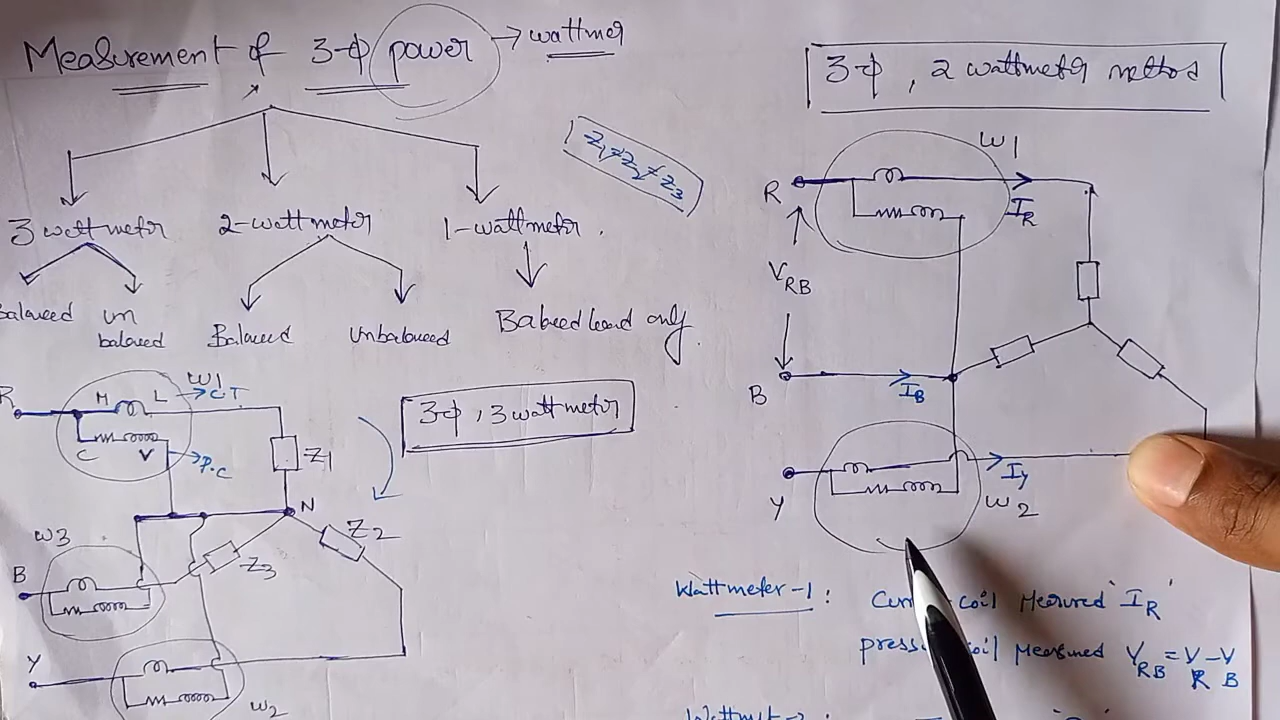 Measurement of 3-ф power → wattmer
3-ф , 2 wattmeter method
Z1≠Z2≠Z3
3 wattmeter
2-wattmeter
1-wattmeter .
Balanced
un
balanced
Balanced
unbalanced
Balanced load only
R
W1
IR
VRB
B
IB
Y
Iy
W2
3-ф , 3 wattmeter
R
M L
W1
→ CT
C V
→ P.C
Z1
N
Z2
Z3
W3
B
Y
W2
Wattmeter-1 : coil Measured 'IR'
coil measured VRB = VR - VB